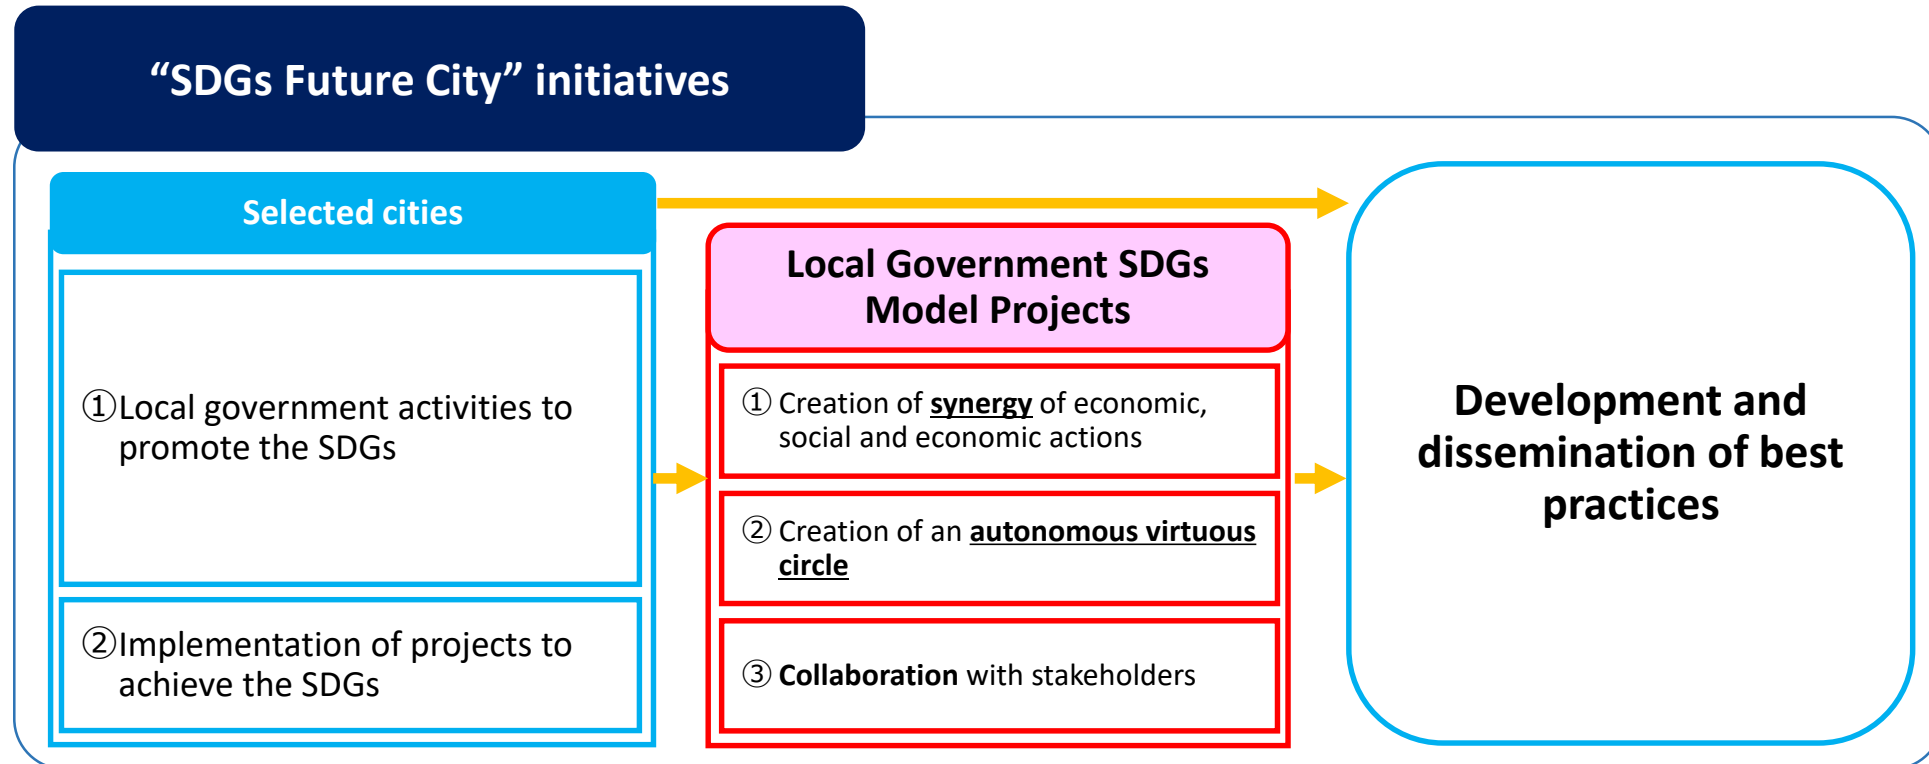 “SDGs Future City” initiatives
Selected cities
①Local government activities to
promote the SDGs
②Implementation of projects to
achieve the SDGs
Local Government SDGs
Model Projects
① Creation of synergy of economic,
social and economic actions
② Creation of an autonomous virtuous
circle
③ Collaboration with stakeholders
Development and
dissemination of best
practices